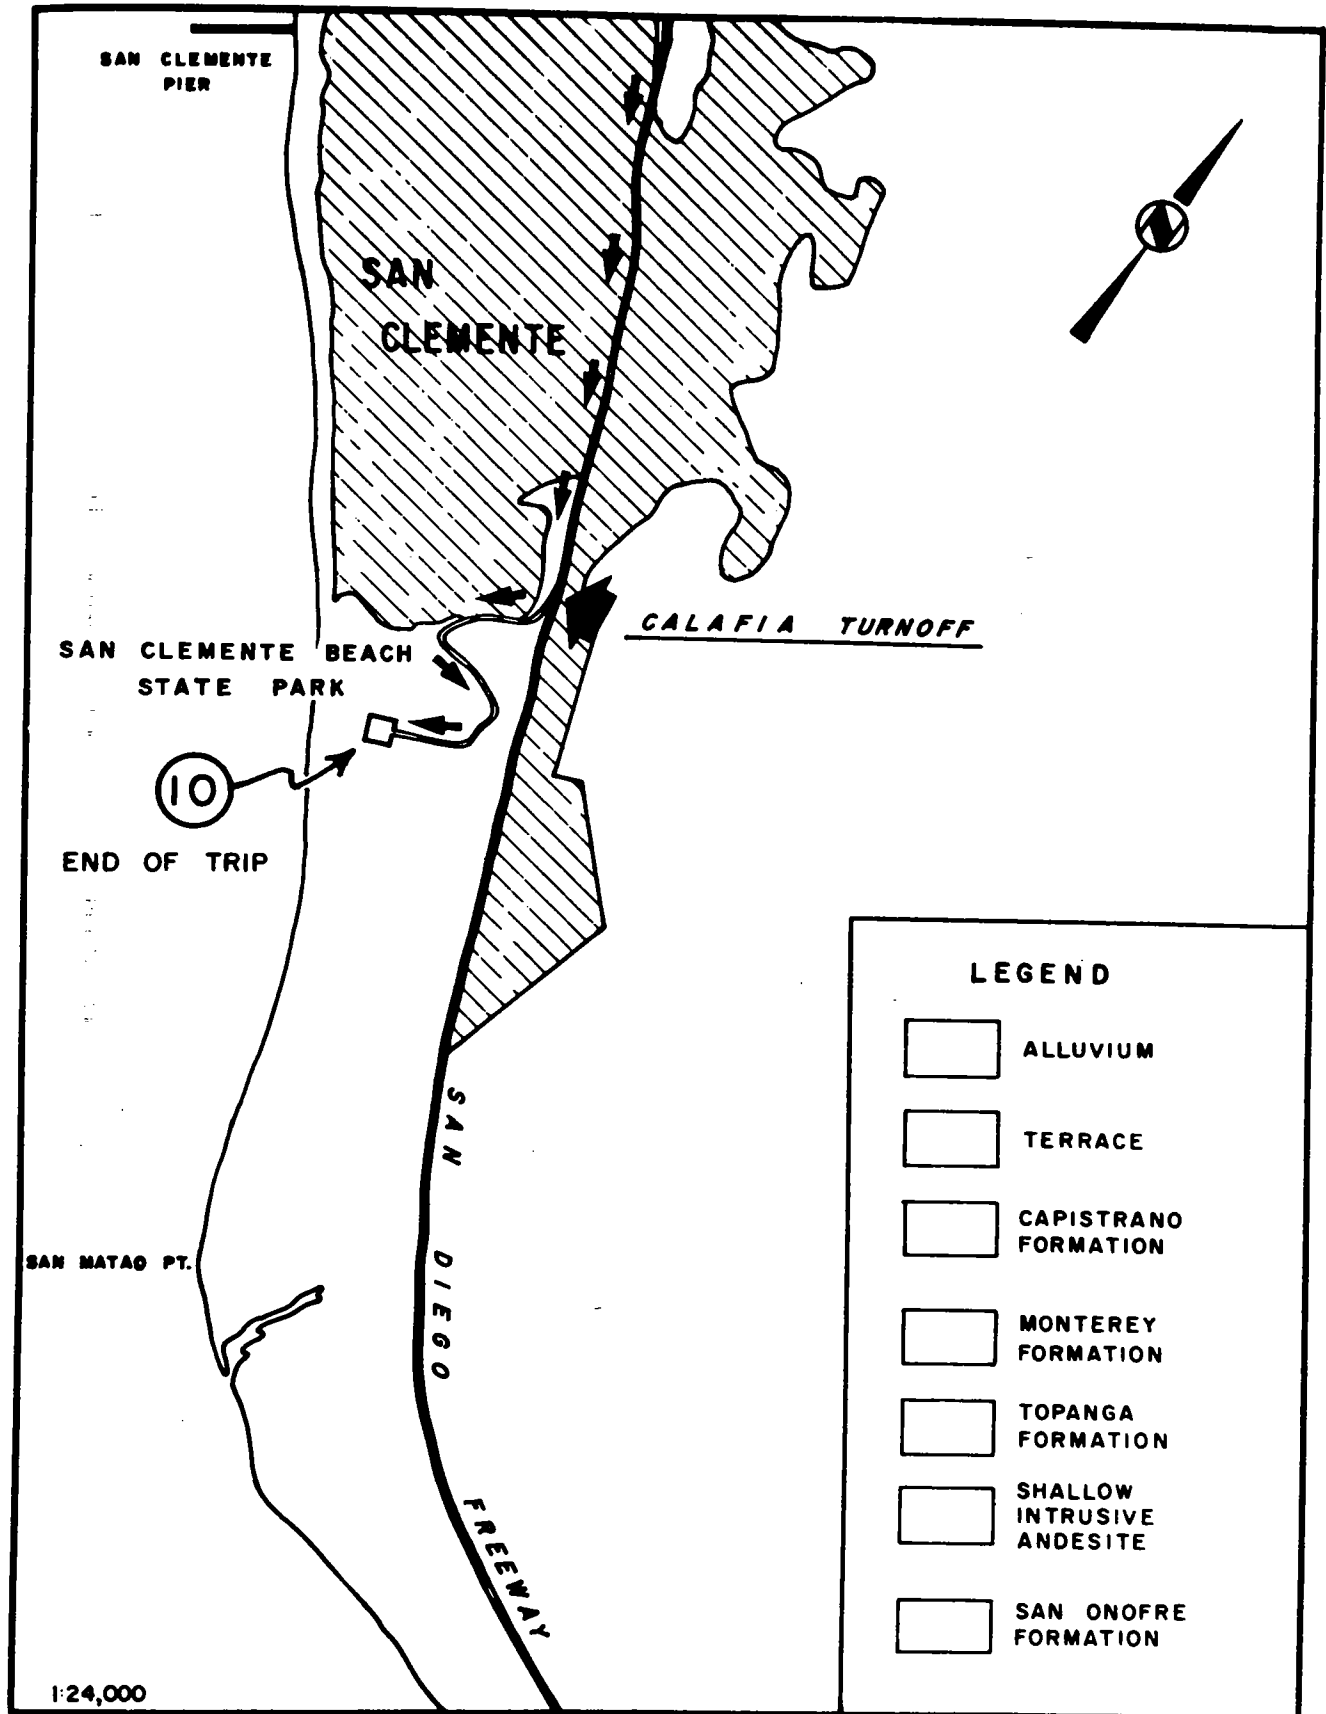 SAN CLEMENTE
PIER
SAN
CLEMENTE
CALAFIA TURNOFF
SAN CLEMENTE BEACH
STATE PARK
10
END OF TRIP
SAN DIEGO FREEWAY
SAN MATAO PT.
1:24,000
LEGEND
ALLUVIUM
TERRACE
CAPISTRANO
FORMATION
MONTEREY
FORMATION
TOPANGA
FORMATION
SHALLOW
INTRUSIVE
ANDESITE
SAN ONOFRE
FORMATION
N